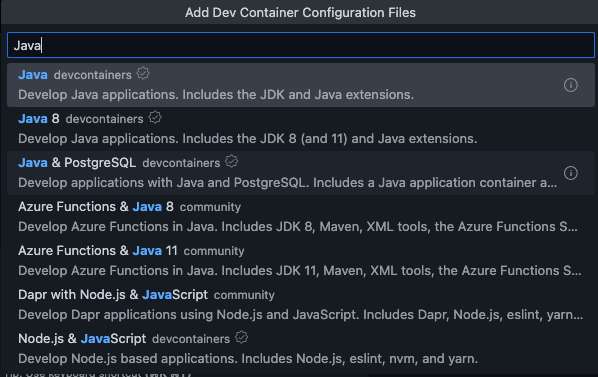 Add Dev Container Configuration Files
Java
Java devcontainers
Develop Java applications. Includes the JDK and Java extensions.
Java 8 devcontainers
Develop Java applications. Includes the JDK 8 (and 11) and Java extensions.
Java & PostgreSQL devcontainers
Develop applications with Java and PostgreSQL. Includes a Java application container a...
Azure Functions & Java 8 community
Develop Azure Functions in Java. Includes JDK 8, Maven, XML tools, the Azure Functions S...
Azure Functions & Java 11 community
Develop Azure Functions in Java. Includes JDK 11, Maven, XML tools, the Azure Functions S...
Dapr with Node.js & JavaScript community
Develop Dapr applications using Node.js and JavaScript. Includes Dapr, Node.js, eslint, yarn...
Node.js & JavaScript devcontainers
Develop Node.js based applications. Includes Node.js, eslint, nvm, and yarn.